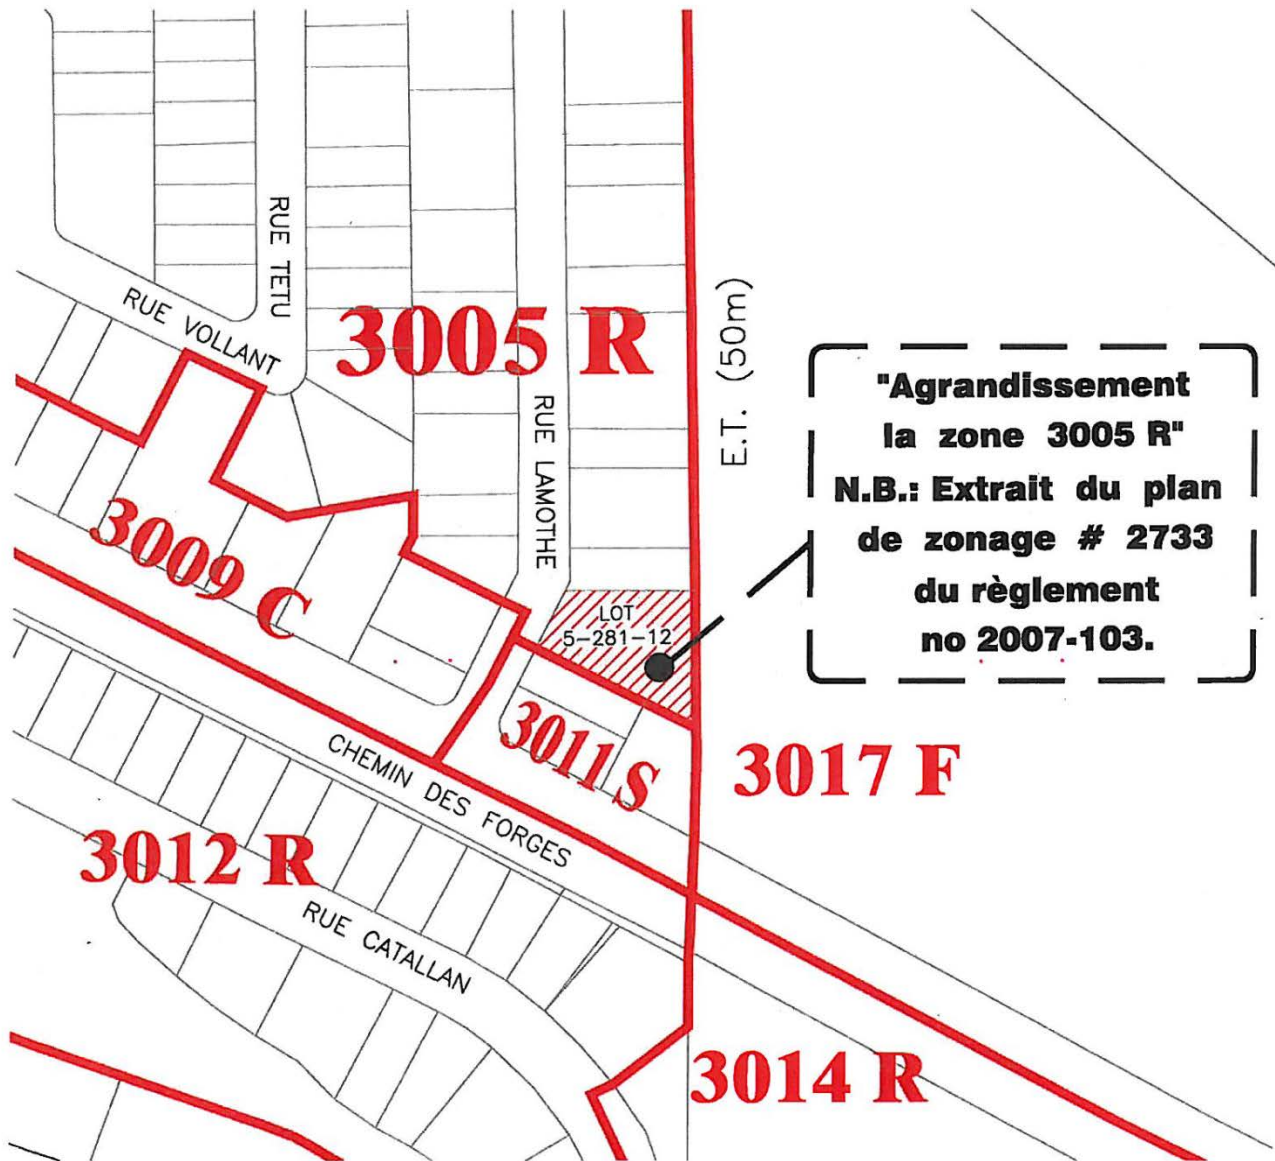 RUE TETU
RUE VOLLANT
3005 R
E.T. (50m)
"Agrandissement
la zone 3005 R"
N.B.: Extrait du plan
de zonage # 2733
du règlement
no 2007-103.
RUE LAMOTHE
3009 C
LOT
5-281-12
3011 S
3017 F
CHEMIN DES FORGES
3012 R
RUE CATALLAN
3014 R